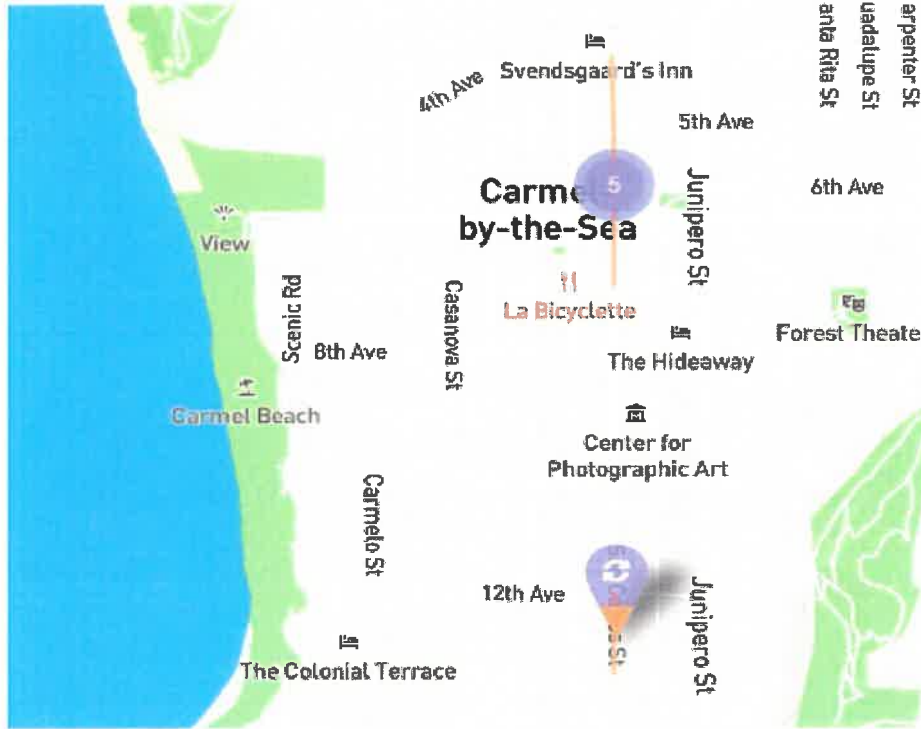 anta Rita St
uadalupe St
arpenter St
Svendsgaard's Inn
4th Ave
5th Ave
5
Carme
by-the-Sea
Junipero St
6th Ave
View
Scenic Rd
Casanova St
La Bicyclette
8th Ave
The Hideaway
Forest Theate
Carmel Beach
Center for
Photographic Art
Carmelo St
12th Ave
Junipero St
The Colonial Terrace